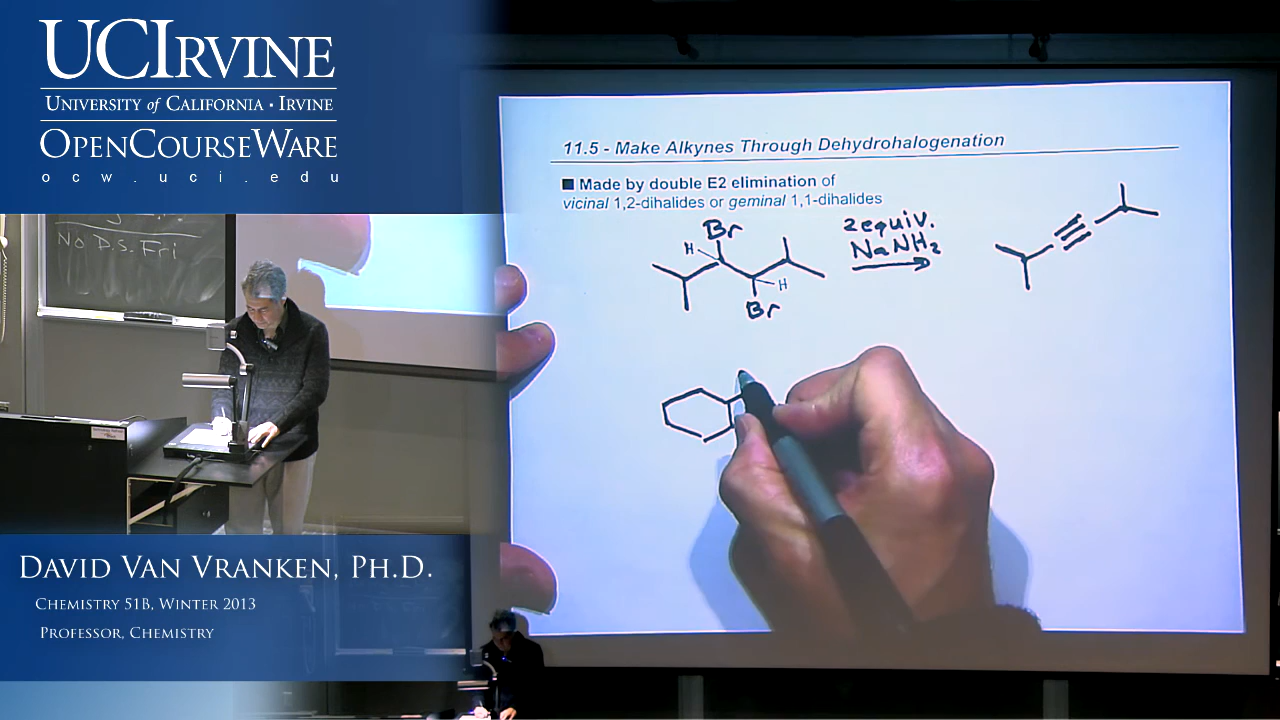 UCIRVINE
UNIVERSITY of CALIFORNIA • IRVINE
OPENCOURSEWARE
ocw.uci.edu
No D.S. Fri
11.5 - Make Alkynes Through Dehydrohalogenation
■ Made by double E2 elimination of
vicinal 1,2-dihalides or geminal 1,1-dihalides
Br
H
H
Br
2 equiv.
NaNH2
DAVID VAN VRANKEN, PH.D.
CHEMISTRY 51B, WINTER 2013
PROFESSOR, CHEMISTRY